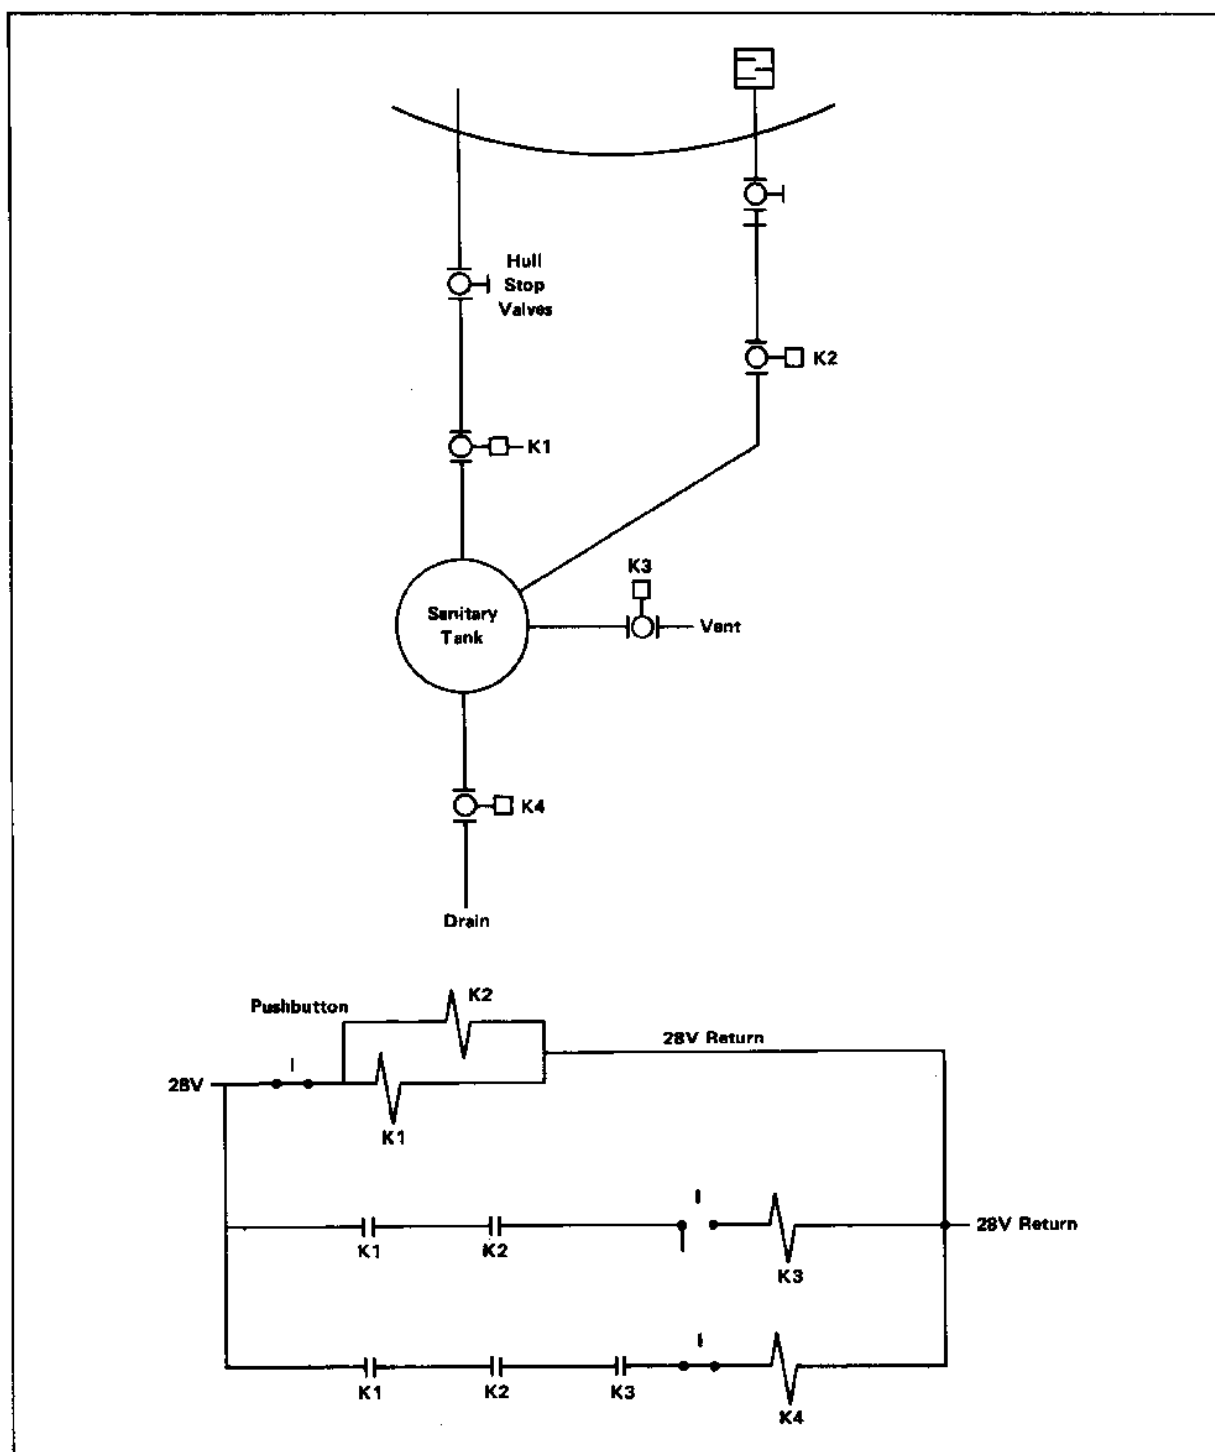 Hull
Stop
Valves
K2
K1
K3
Sanitary
Tank
Vent
K4
Drain
Pushbutton
K2
28V Return
28V
K1
28V Return
K1
K2
K3
K1
K2
K3
K4